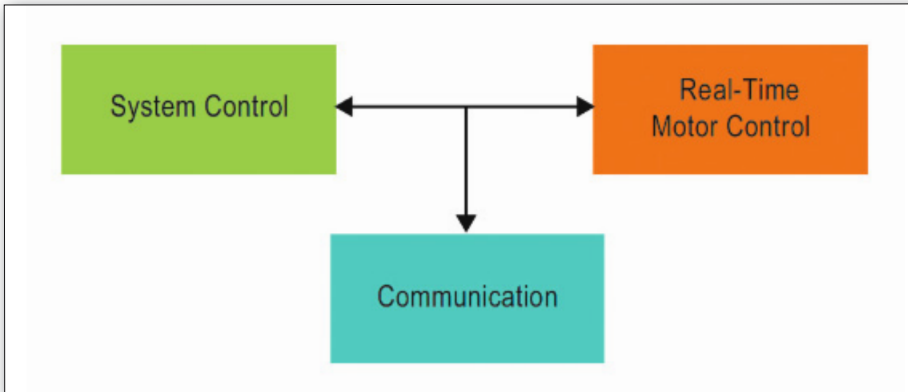 System Control
Real-Time
Motor Control
Communication